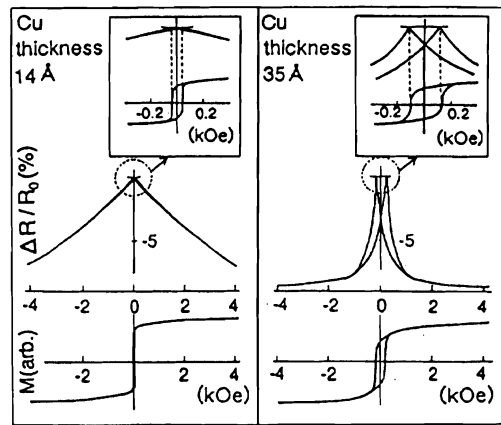 Cu
thickness
14 Å
-0.2 0.2
(kOe)
Cu
thickness
35 Å
-0.2 0.2
(kOe)
ΔR/R₀(%)
-5
-5
-4 -2 0 2 4
-4 -2 0 2 4
M(arb.)
-2 0 2 4
(kOe)
-2 0 2 4
(kOe)